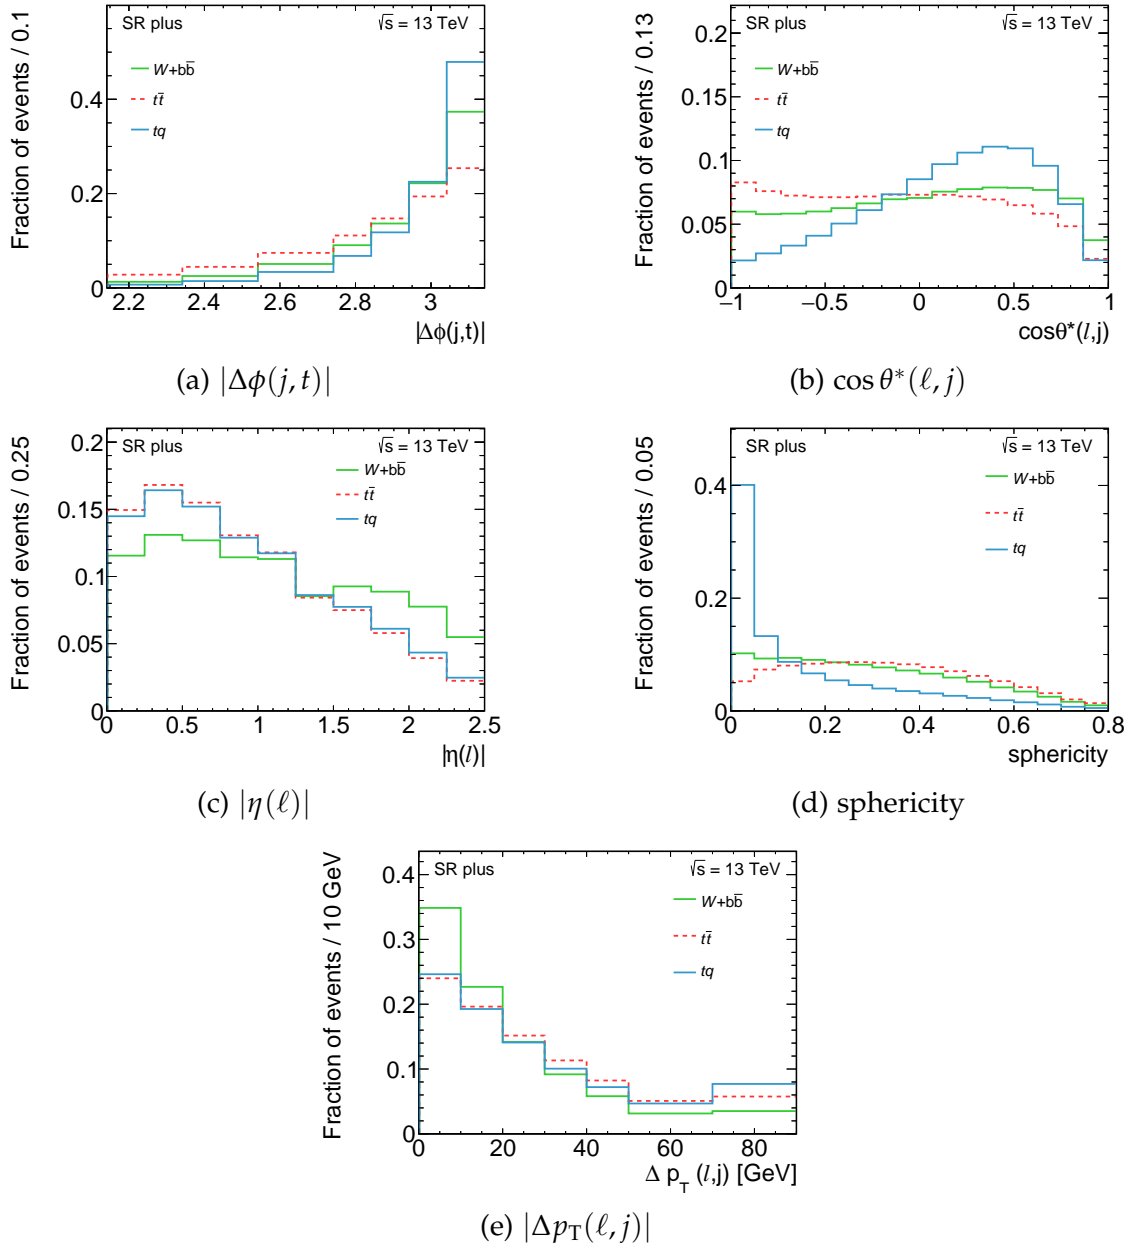 SR plus √s = 13 TeV
Fraction of events / 0.1
W+bb̄
tt̄
tq
0.4
0.2
0
2.2 2.4 2.6 2.8 3
|Δϕ(j,t)|
(a) |Δϕ(j, t)|
SR plus √s = 13 TeV
Fraction of events / 0.13
W+bb̄
tt̄
tq
0.2
0.15
0.1
0.05
0
−1 −0.5 0 0.5 1
cosθ*(l,j)
(b) cos θ*(ℓ, j)
SR plus √s = 13 TeV
Fraction of events / 0.25
W+bb̄
tt̄
tq
0.2
0.15
0.1
0.05
0
0 0.5 1 1.5 2 2.5
|η(l)|
(c) |η(ℓ)|
SR plus √s = 13 TeV
Fraction of events / 0.05
W+bb̄
tt̄
tq
0.4
0.2
0
0 0.2 0.4 0.6 0.8
sphericity
(d) sphericity
SR plus √s = 13 TeV
Fraction of events / 10 GeV
W+bb̄
tt̄
tq
0.4
0.3
0.2
0.1
0
0 20 40 60 80
Δ p_T (l,j) [GeV]
(e) |Δp_T(ℓ, j)|